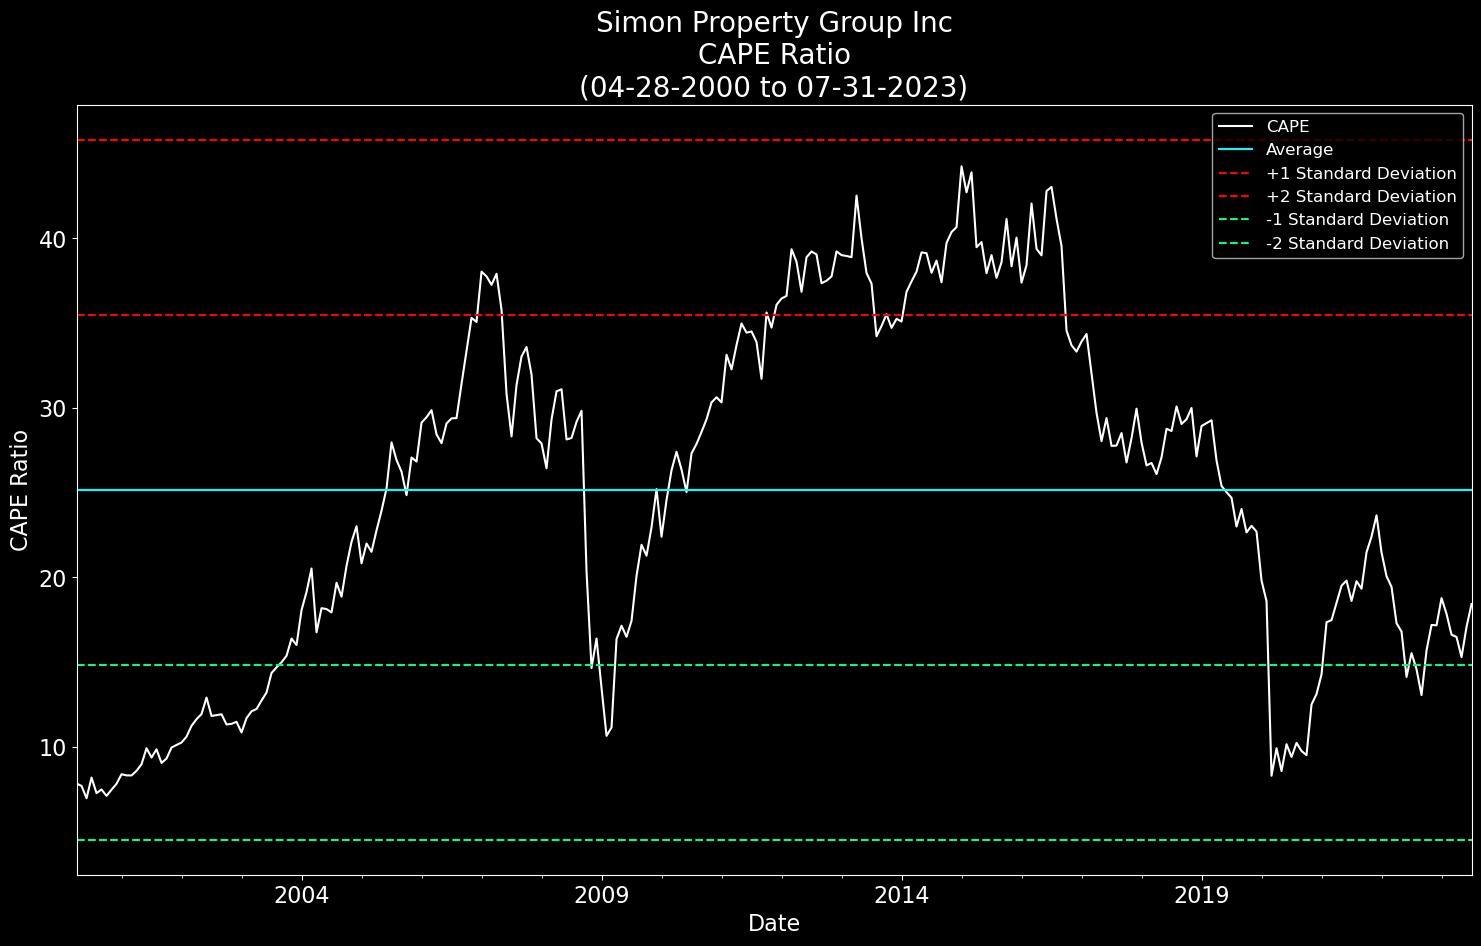 Simon Property Group Inc
CAPE Ratio
(04-28-2000 to 07-31-2023)
CAPE
Average
+1 Standard Deviation
+2 Standard Deviation
-1 Standard Deviation
-2 Standard Deviation
CAPE Ratio
40
30
20
10
2004
2009
2014
2019
Date